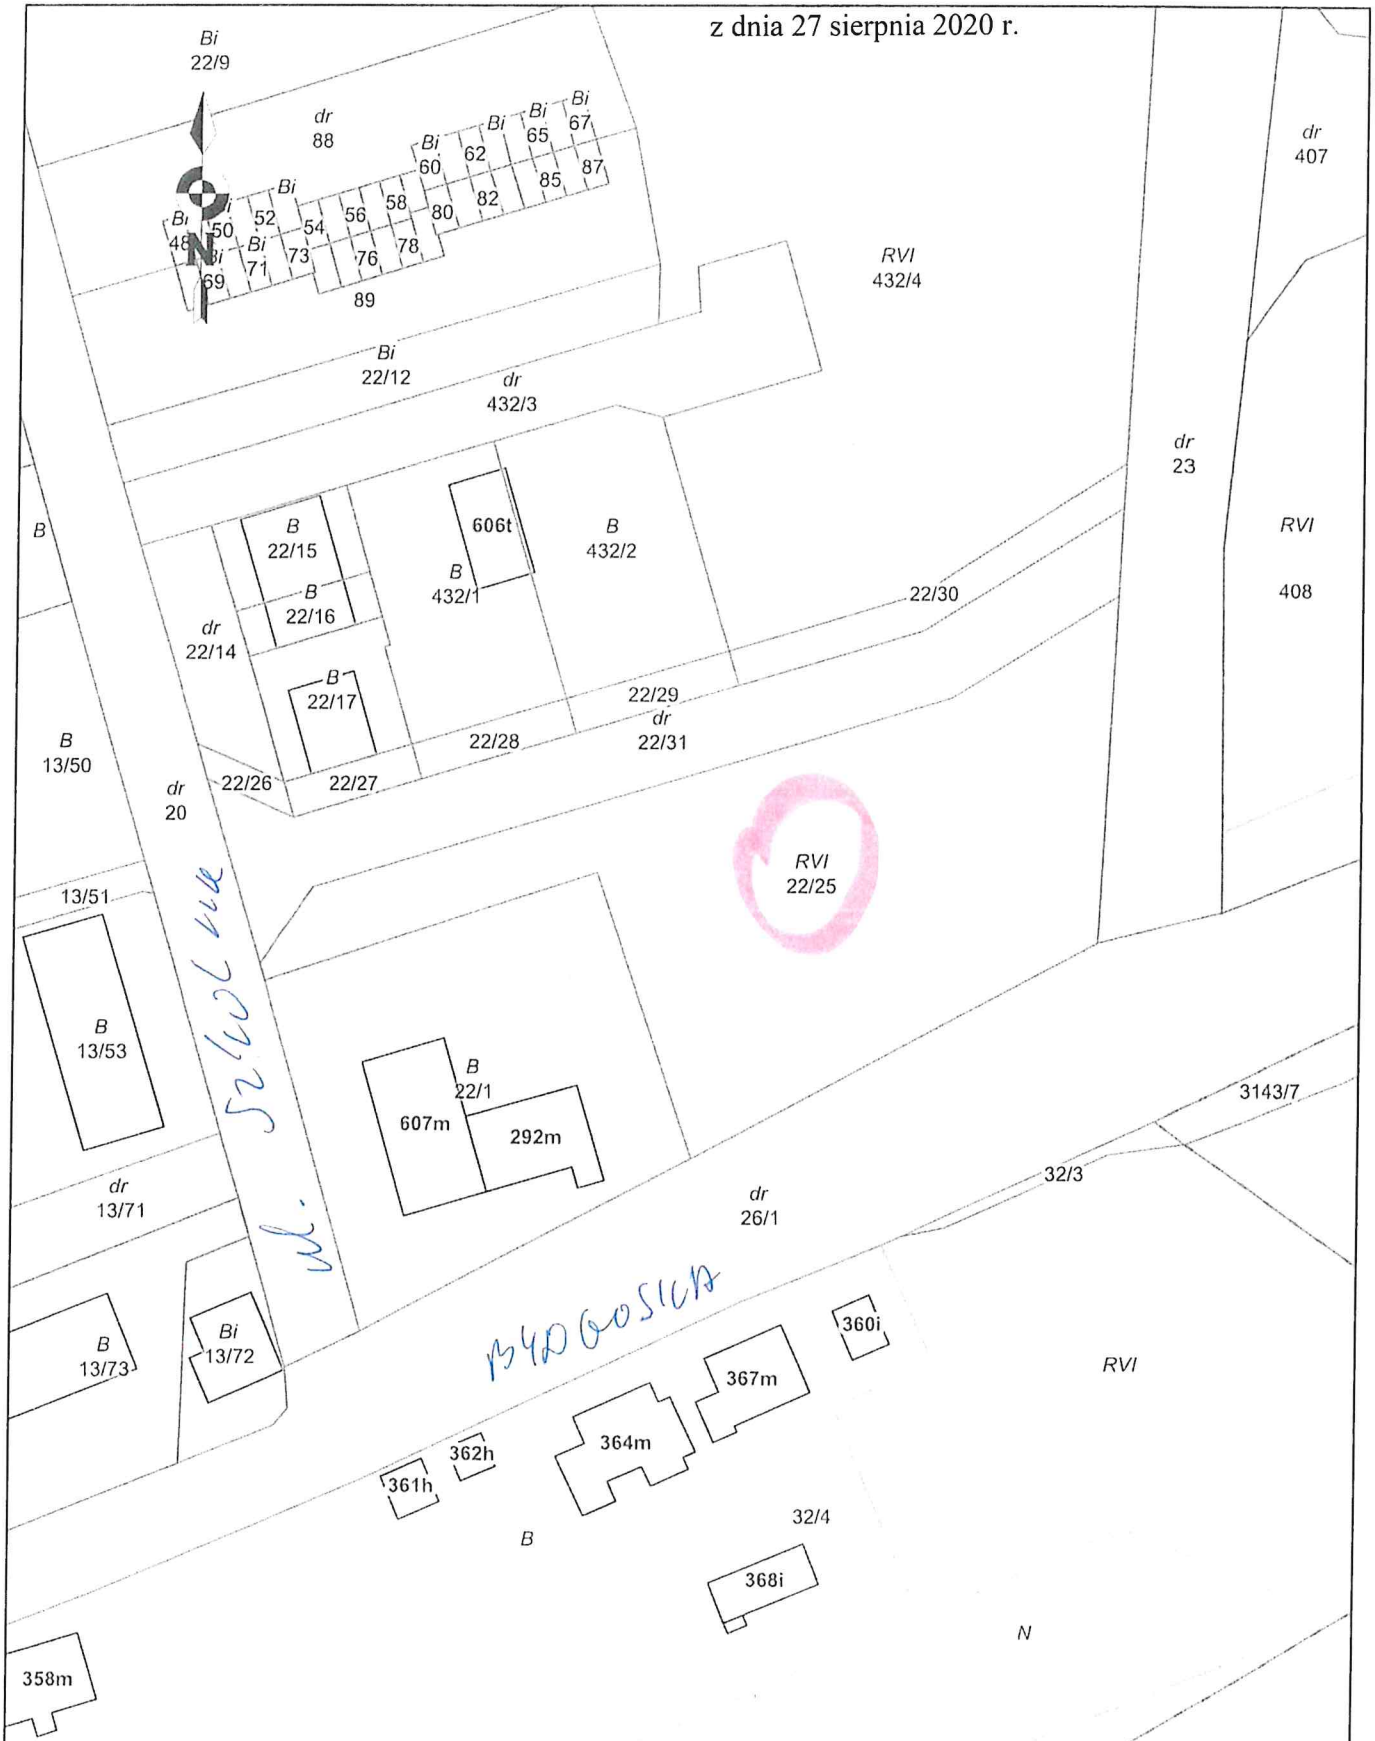 z dnia 27 sierpnia 2020 r.
Bi
22/9
dr
88
Bi
60
62
Bi
Bi
65
Bi
67
dr
407
Bi
48
50
52
Bi
54
56
58
80
82
85
87
Bi
69
Bi
71
73
76
78
89
N
RVI
432/4
Bi
22/12
dr
432/3
dr
23
B
B
22/15
606t
B
432/2
RVI
408
B
432/1
B
22/16
22/30
dr
22/14
B
22/17
22/29
dr
22/31
22/28
B
13/50
22/26
22/27
dr
20
RVI
22/25
13/51
ul. Szkolna
B
13/53
B
22/1
607m
292m
3143/7
32/3
dr
13/71
dr
26/1
BYDGOSKA
B
13/73
Bi
13/72
360i
367m
RVI
364m
362h
361h
32/4
B
368i
N
358m